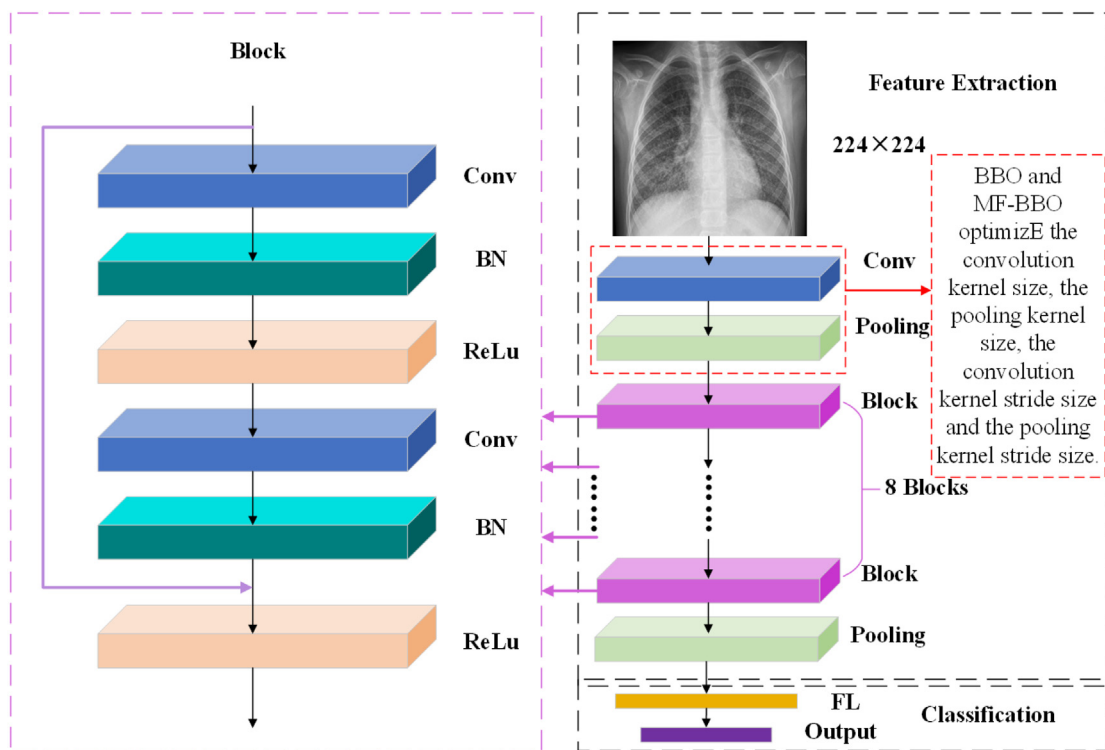 Block
Conv
BN
ReLu
Conv
BN
ReLu
Feature Extraction
224×224
Conv
Pooling
BBO and
MF-BBO
optimizE the
convolution
kernel size, the
pooling kernel
size, the
convolution
kernel stride size
and the pooling
kernel stride size.
Block
8 Blocks
Block
Pooling
FL
Output
Classification